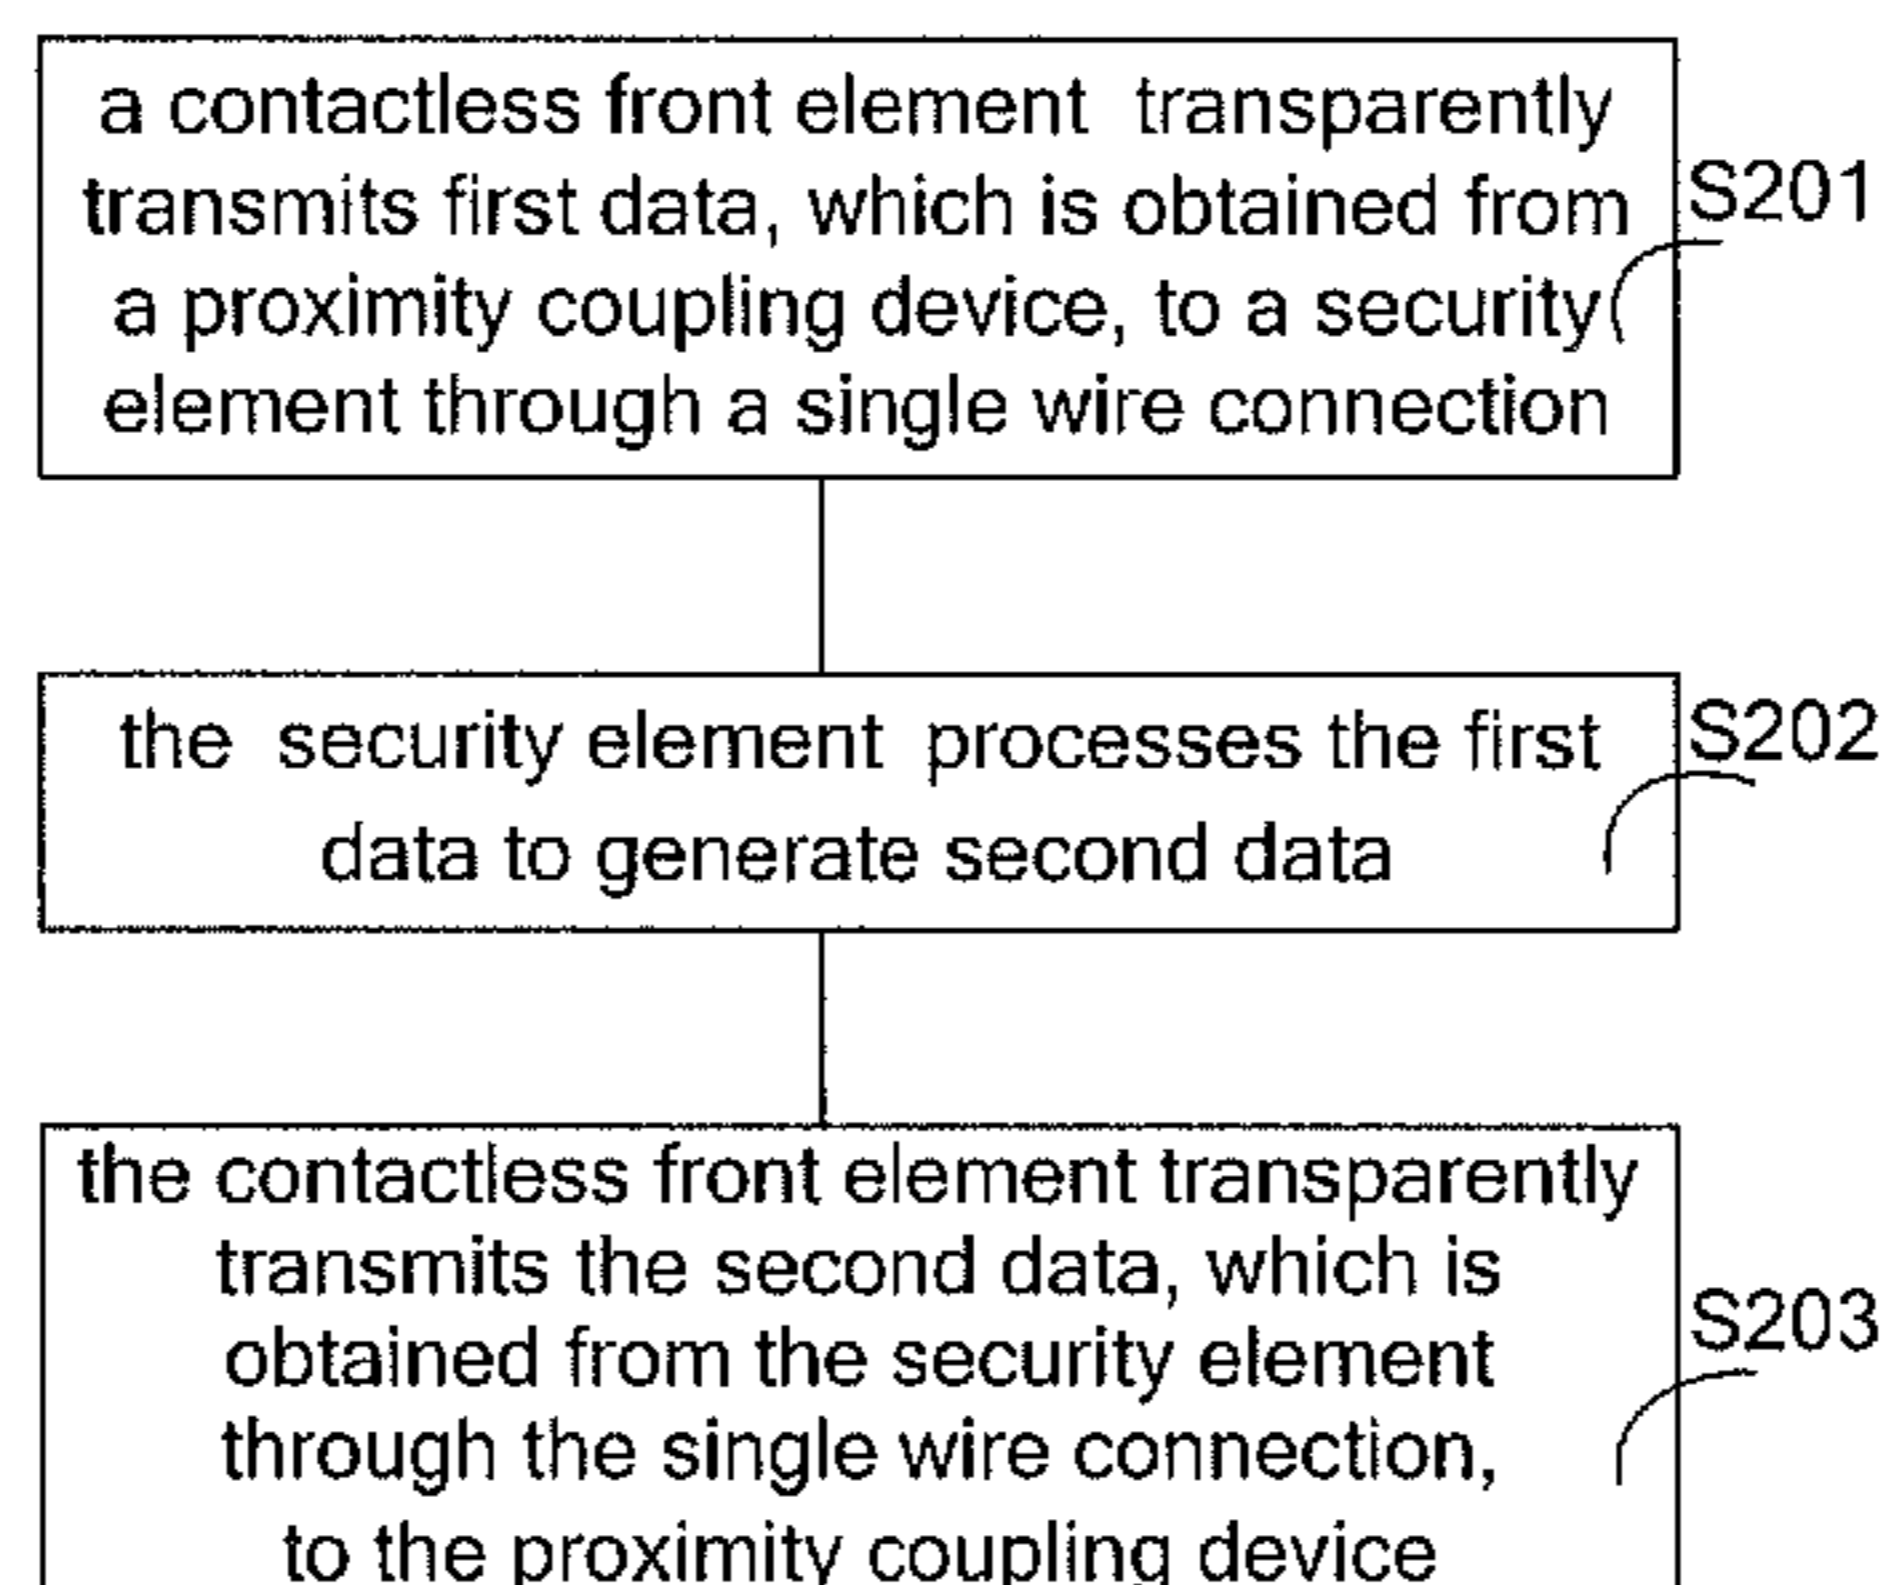 a contactless front element transparently
transmits first data, which is obtained from
a proximity coupling device, to a security
element through a single wire connection
S201
the security element processes the first
data to generate second data
S202
the contactless front element transparently
transmits the second data, which is
obtained from the security element
through the single wire connection,
to the proximity coupling device
S203